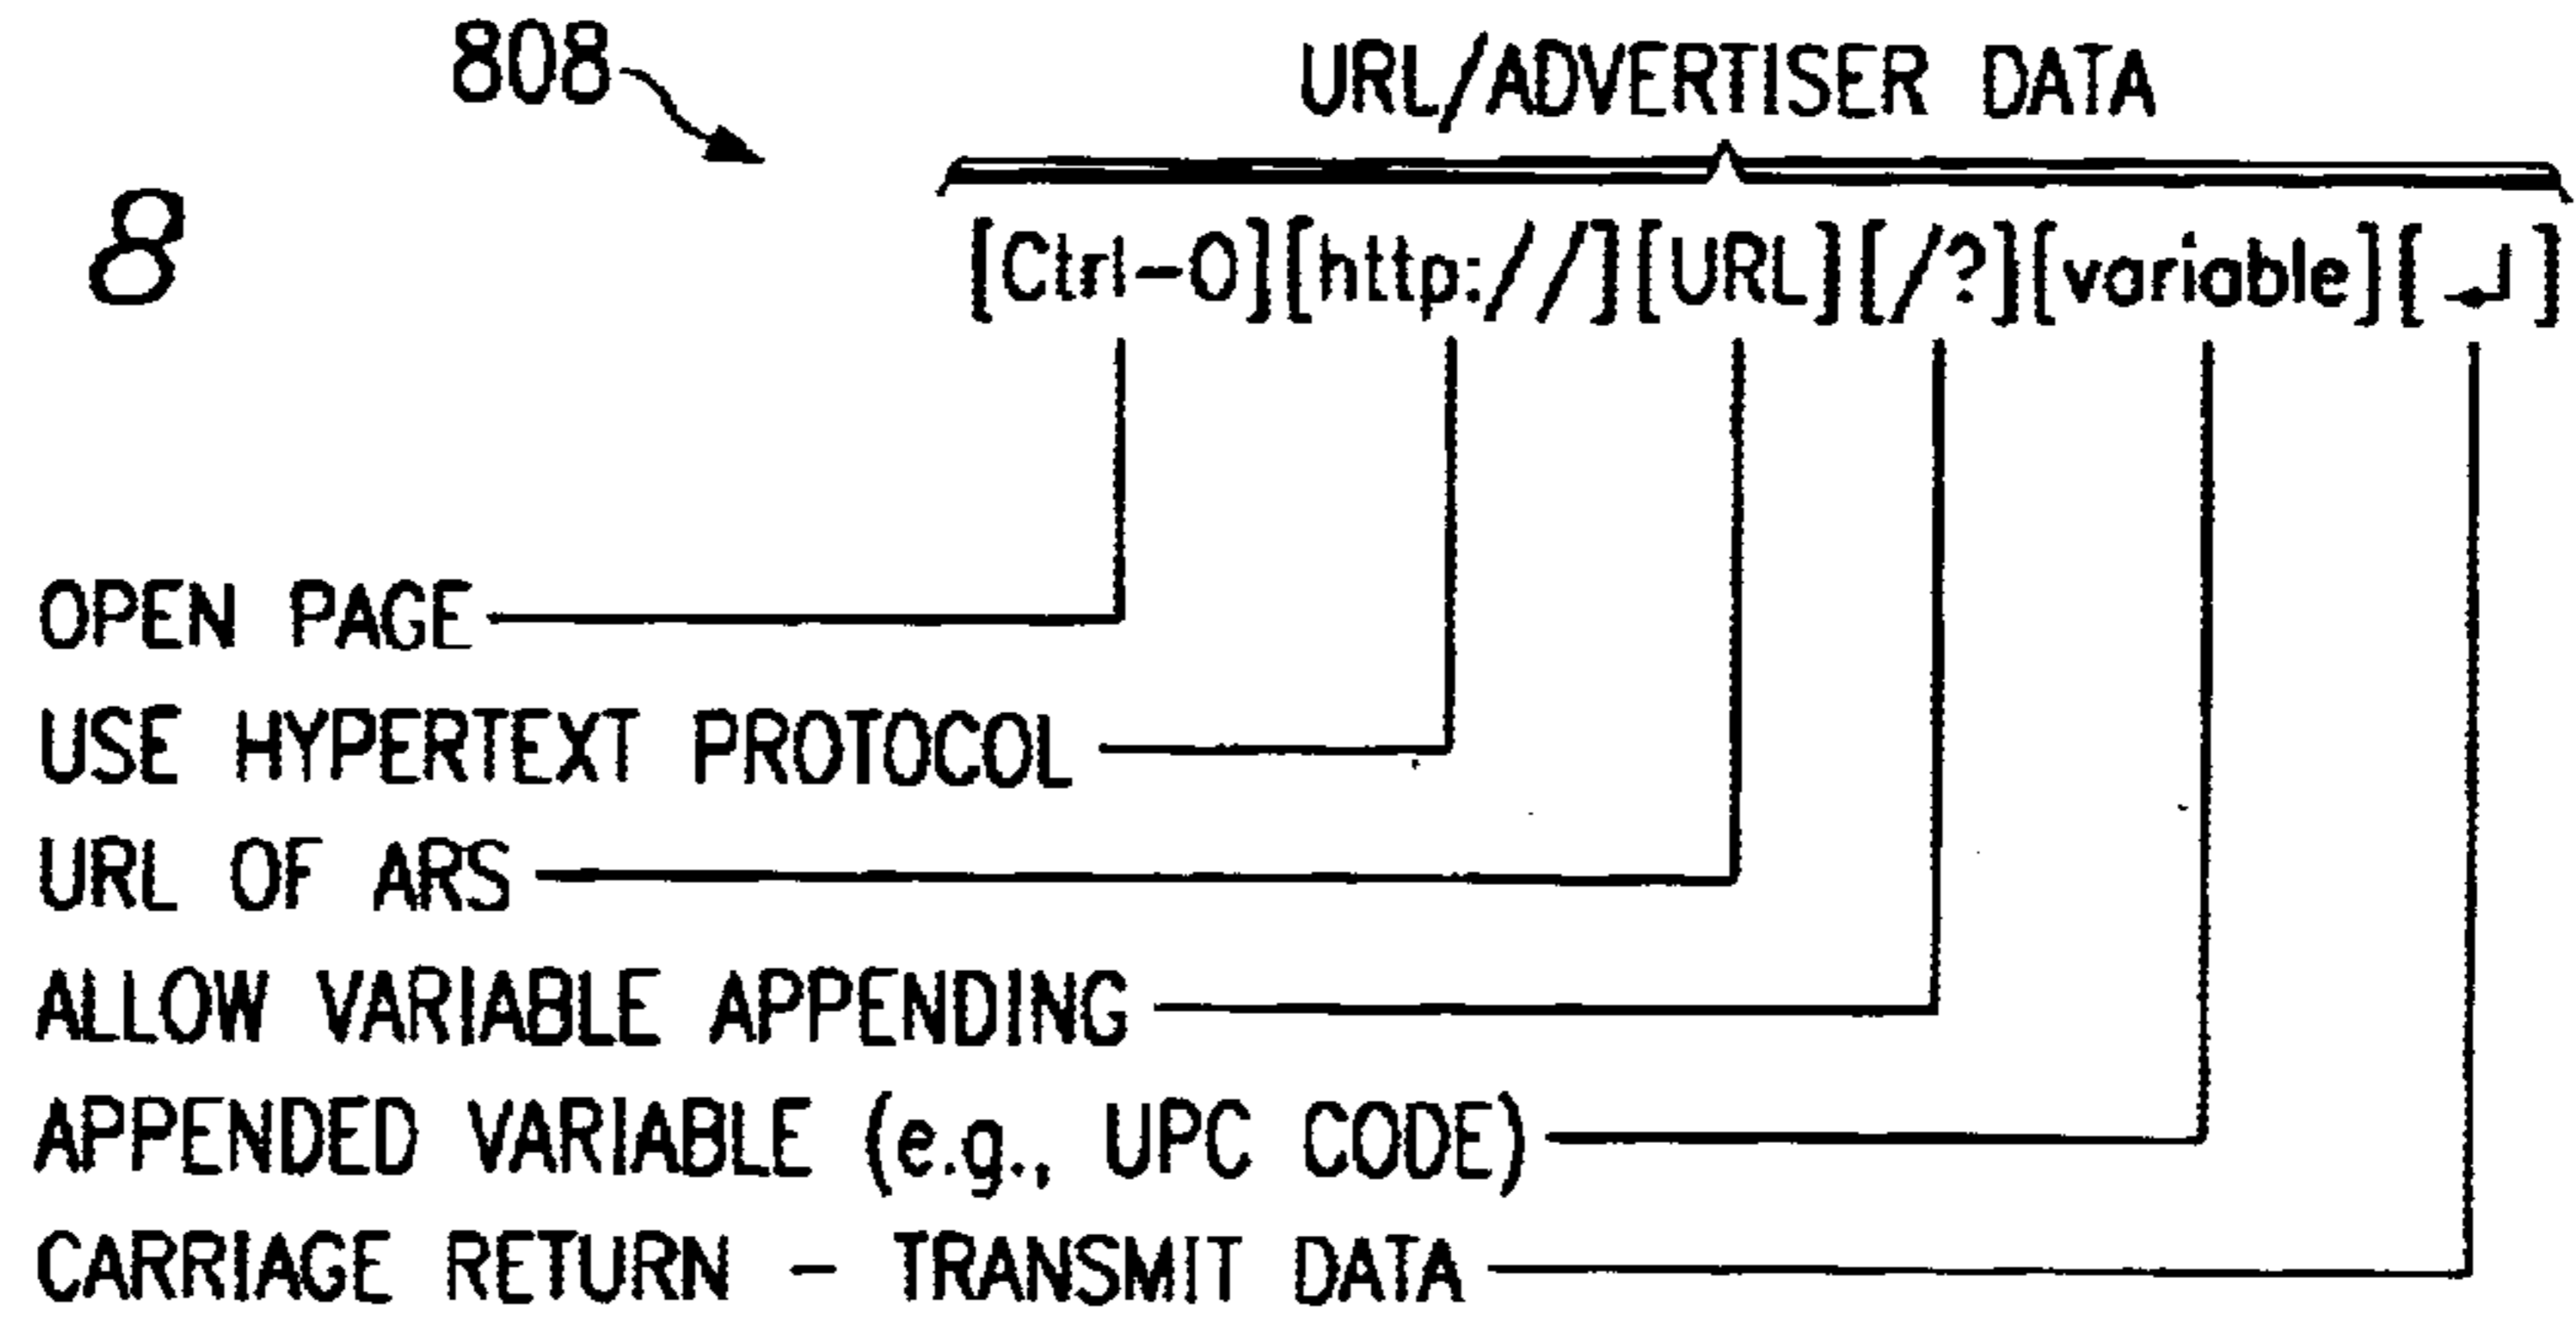 808
URL/ADVERTISER DATA
8
[Ctrl-O][http://][URL][/?][variable][↵]
OPEN PAGE
USE HYPERTEXT PROTOCOL
URL OF ARS
ALLOW VARIABLE APPENDING
APPENDED VARIABLE (e.g., UPC CODE)
CARRIAGE RETURN - TRANSMIT DATA